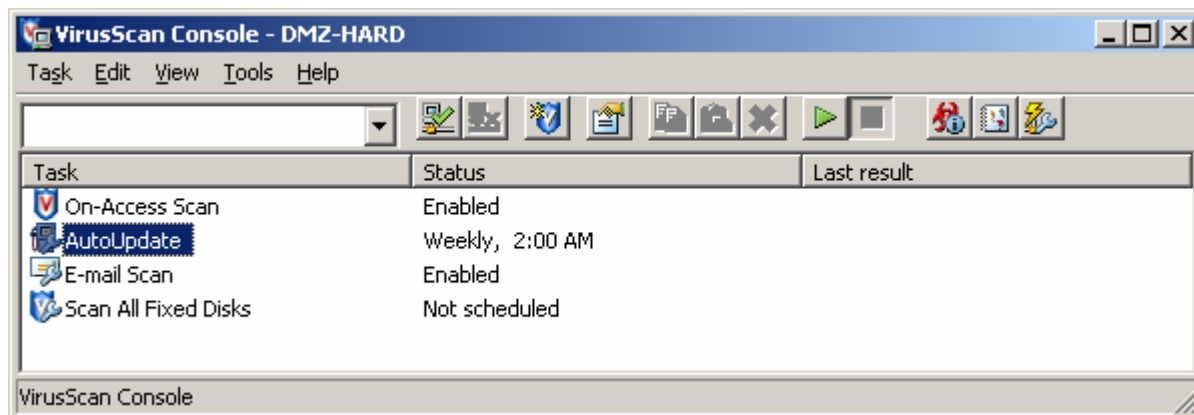 VirusScan Console - DMZ-HARD
Task Edit View Tools Help
Task Status Last result
On-Access Scan Enabled
AutoUpdate Weekly, 2:00 AM
E-mail Scan Enabled
Scan All Fixed Disks Not scheduled
VirusScan Console